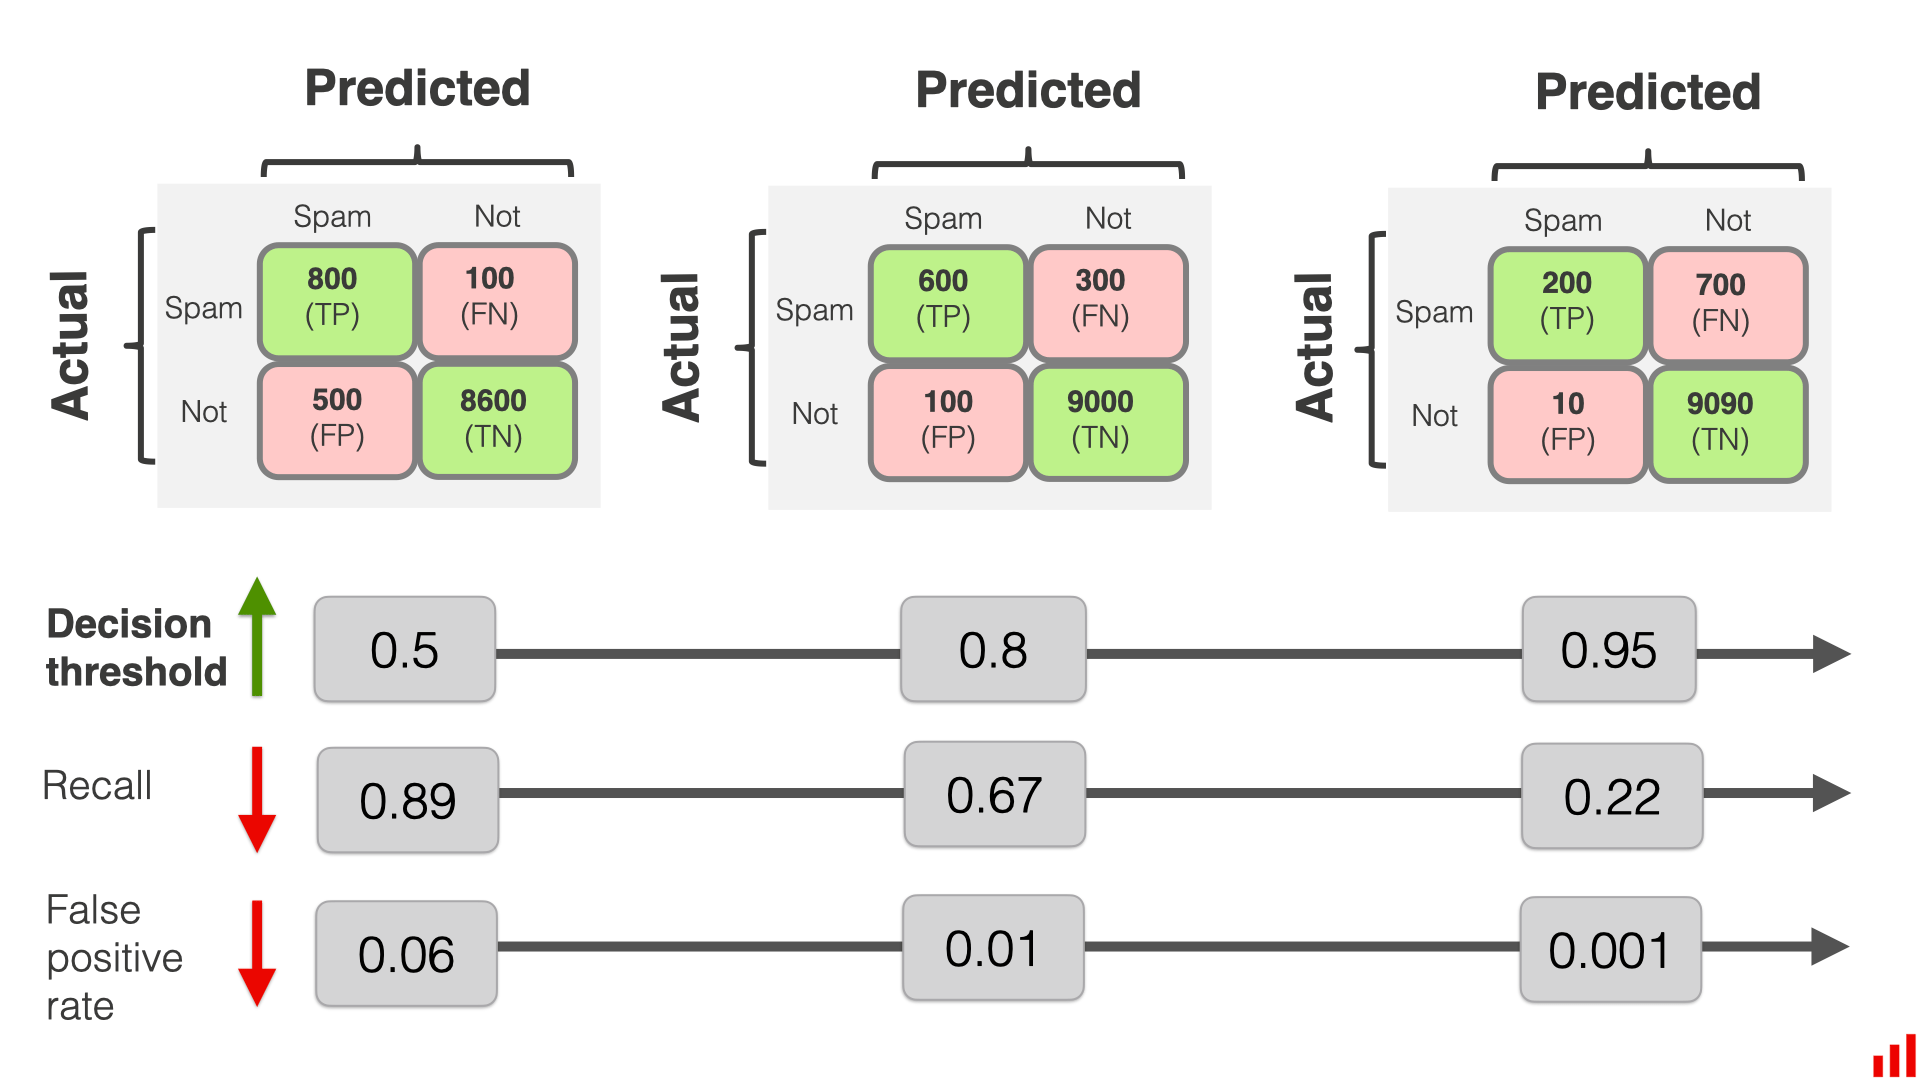 Predicted
Spam Not
Actual
Spam
800
(TP)
100
(FN)
Not
500
(FP)
8600
(TN)
Predicted
Spam Not
Actual
Spam
600
(TP)
300
(FN)
Not
100
(FP)
9000
(TN)
Predicted
Spam Not
Actual
Spam
200
(TP)
700
(FN)
Not
10
(FP)
9090
(TN)
Decision
threshold
0.5 0.8 0.95
Recall
0.89 0.67 0.22
False
positive
rate
0.06 0.01 0.001